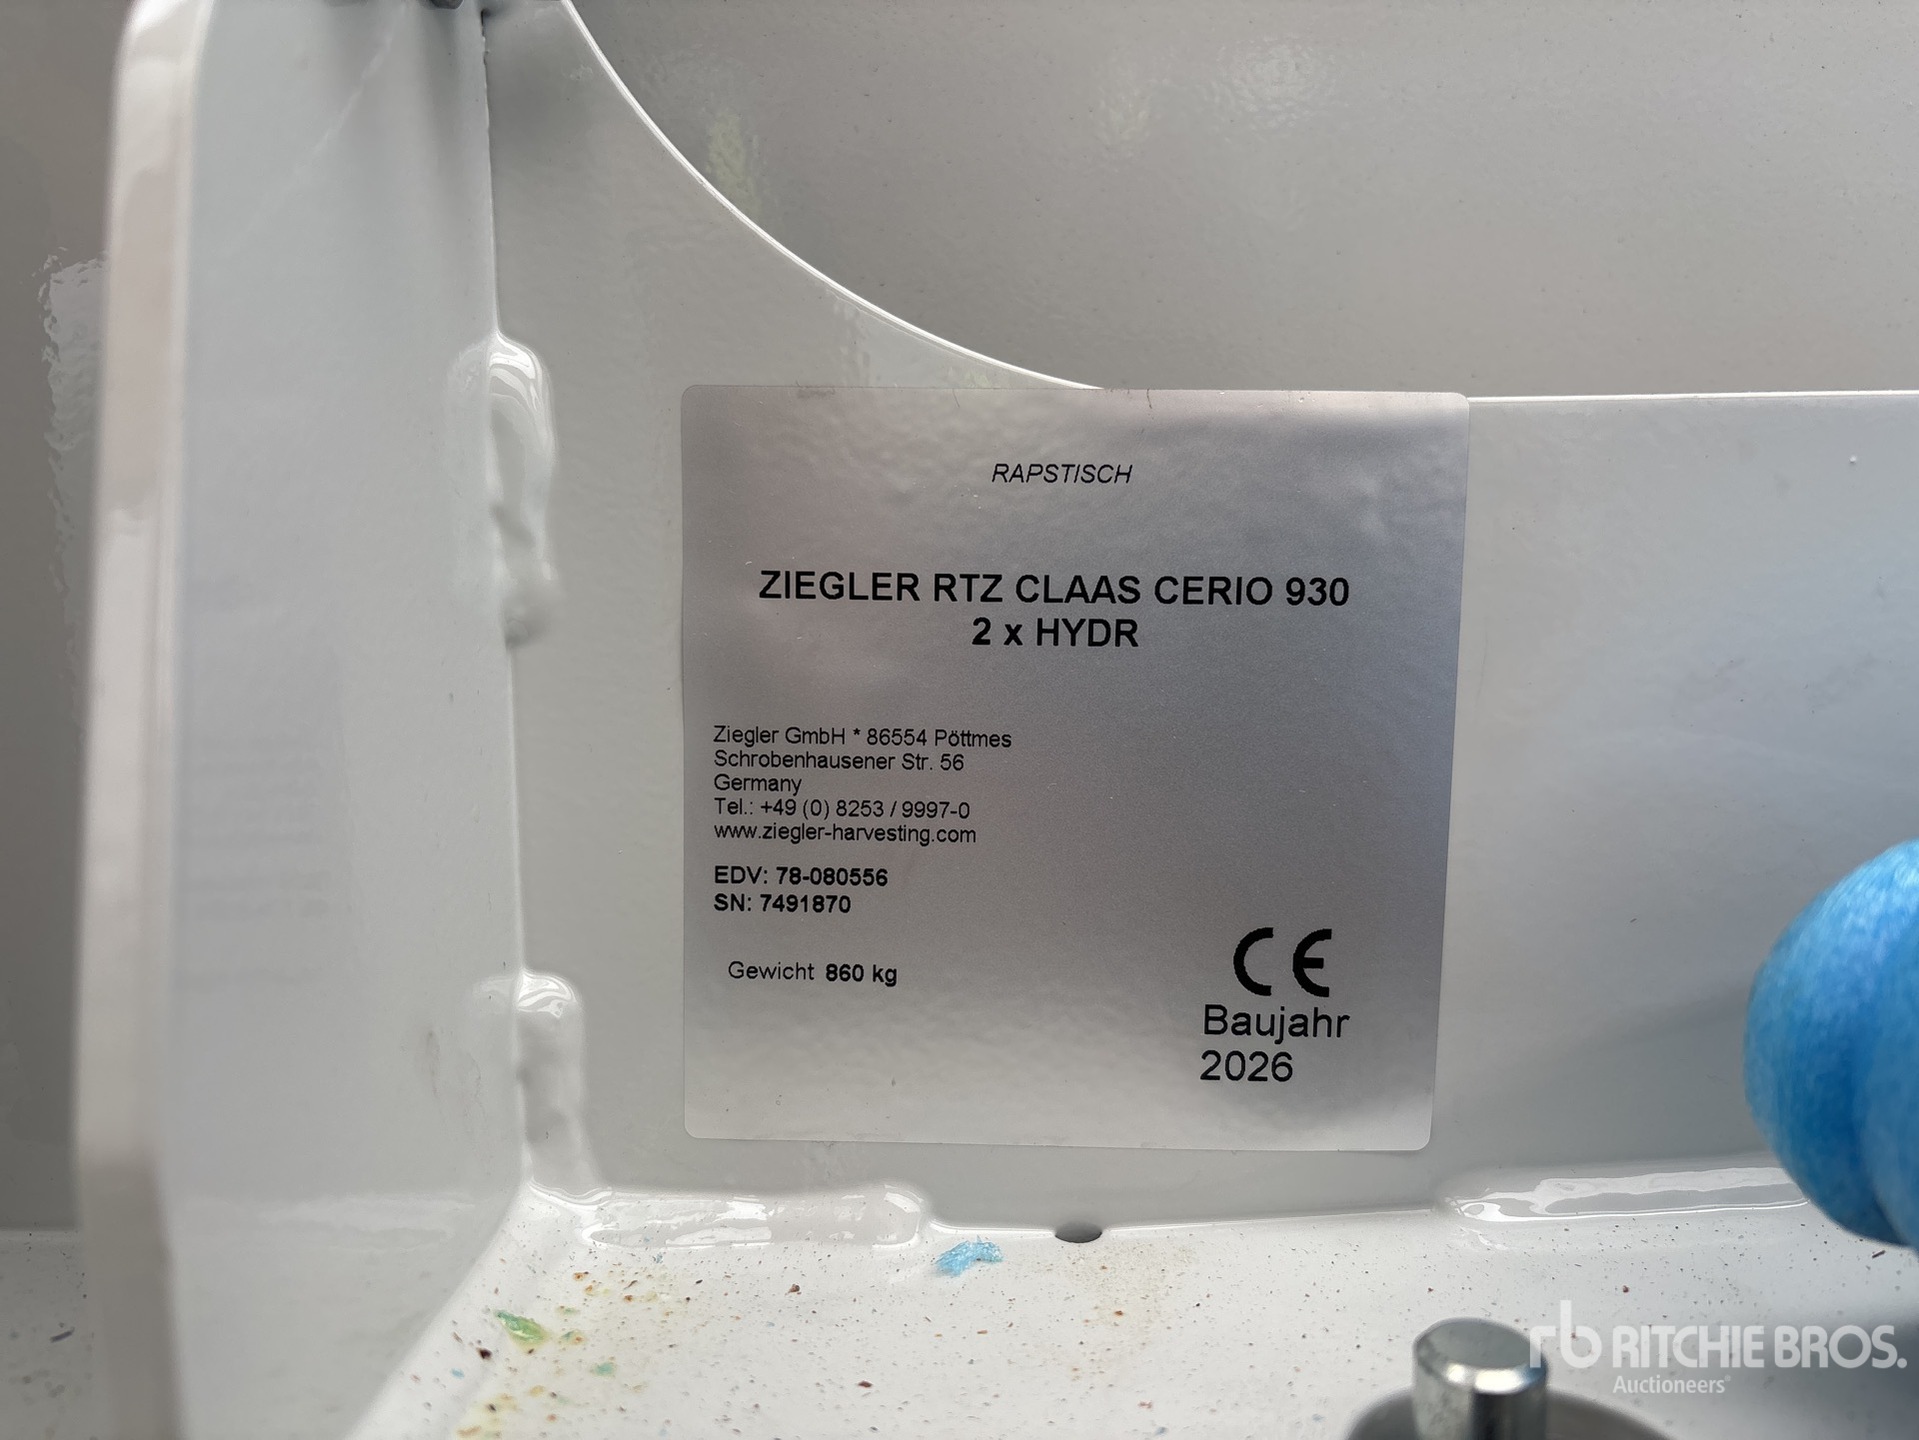 RAPSTISCH
ZIEGLER RTZ CLAAS CERIO 930
2 x HYDR
Ziegler GmbH * 86554 Pöttmes
Schrobenhausener Str. 56
Germany
Tel.: +49 (0) 8253 / 9997-0
www.ziegler-harvesting.com
EDV: 78-080556
SN: 7491870
Gewicht 860 kg
CE
Baujahr
2026
rb RITCHIE BROS.
Auctioneers